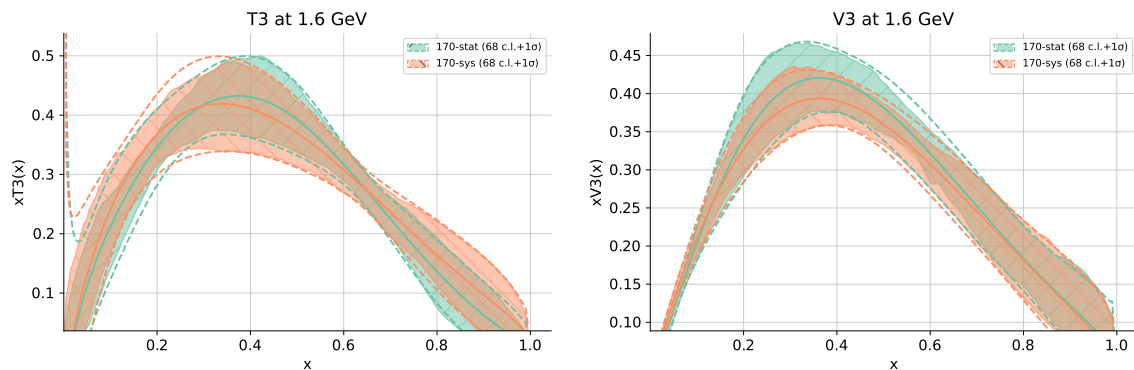 T3 at 1.6 GeV
xT3(x)
0.5
0.4
0.3
0.2
0.1
170-stat (68 c.l.+1σ)
170-sys (68 c.l.+1σ)
0.2 0.4 0.6 0.8 1.0
x
V3 at 1.6 GeV
xV3(x)
0.45
0.40
0.35
0.30
0.25
0.20
0.15
0.10
170-stat (68 c.l.+1σ)
170-sys (68 c.l.+1σ)
0.2 0.4 0.6 0.8 1.0
x